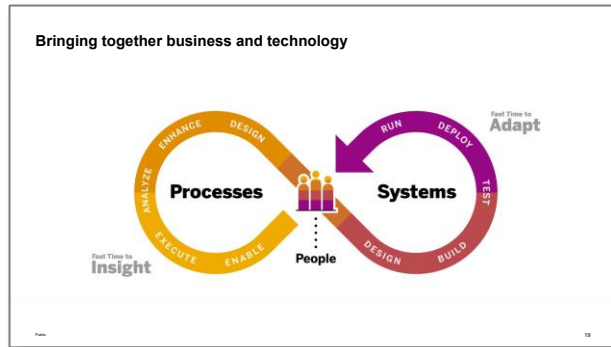 Bringing together business and technology
ENHANCE
DESIGN
ANALYZE
Processes
EXECUTE
ENABLE
Fast Time to
Insight
People
RUN
DEPLOY
Fast Time to
Adapt
Systems
TEST
DESIGN
BUILD
Public
19